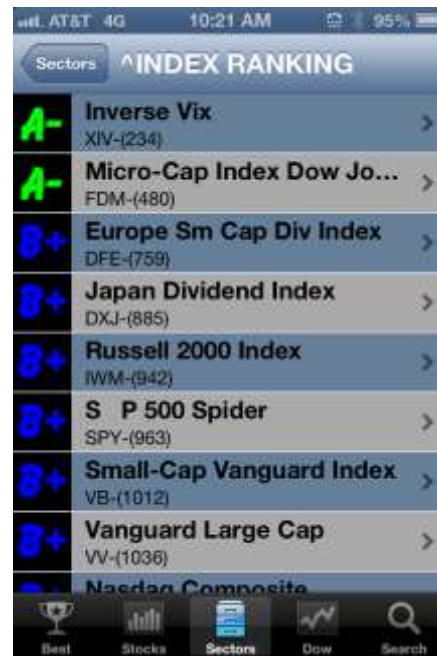 AT&T 4G 10:21 AM 95%
Sectors ^INDEX RANKING
A- Inverse Vix
XIV-(234)
A- Micro-Cap Index Dow Jo...
FDM-(480)
B+ Europe Sm Cap Div Index
DFE-(759)
B+ Japan Dividend Index
DXJ-(885)
B+ Russell 2000 Index
IWM-(942)
B+ S P 500 Spider
SPY-(963)
B+ Small-Cap Vanguard Index
VB-(1012)
B+ Vanguard Large Cap
VV-(1036)
Nasdaq Composite
Best Stocks Sectors Dow Search